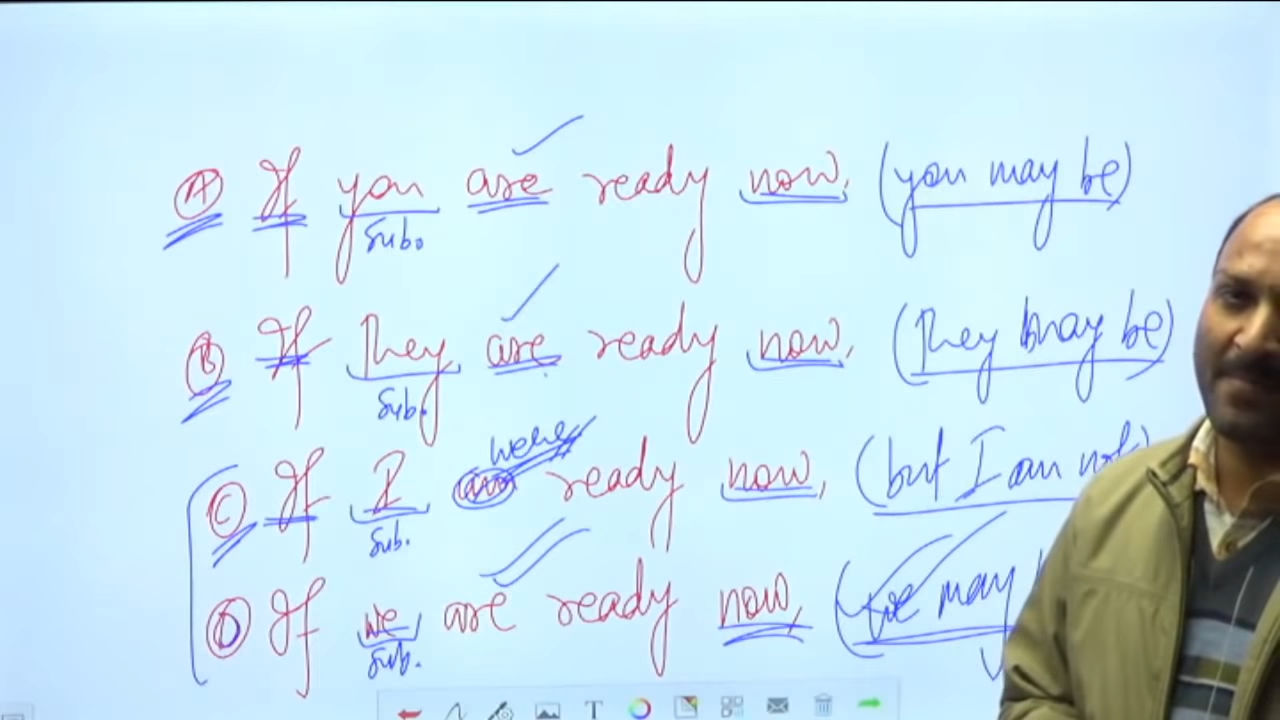 (A) If you are ready now, (you may be)
Sub.
(B) If they are ready now, (They may be)
Sub.
were
(C) If I ready now, (but I am not)
Sub.
(D) If we are ready now, (we may
Sub.
T